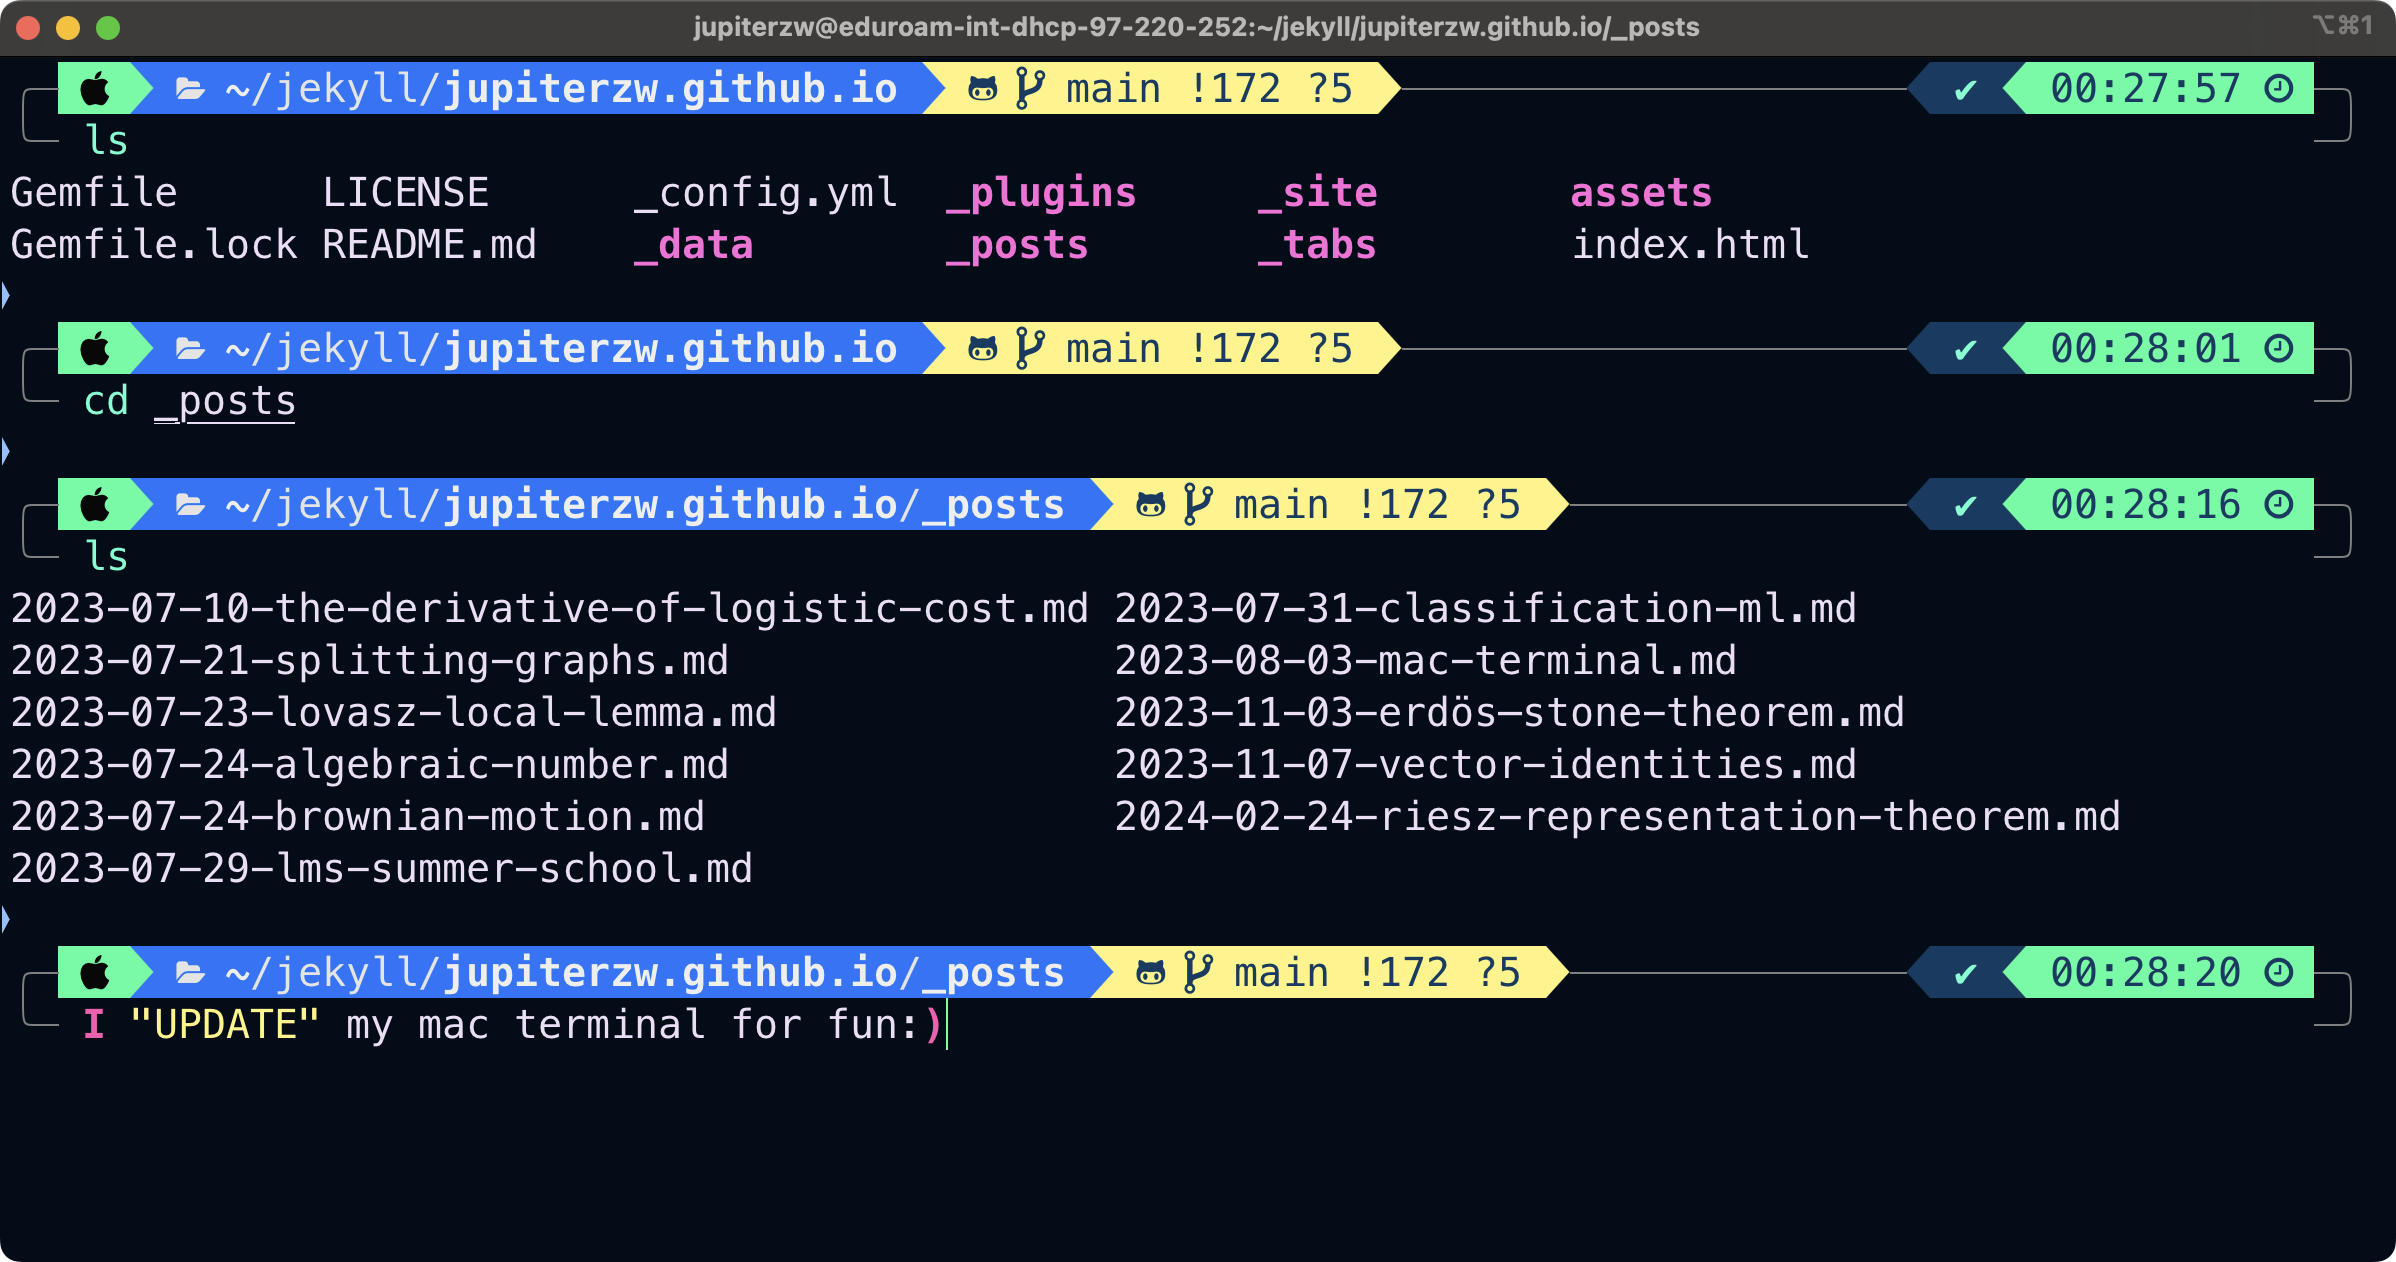 jupiterzw@eduroam-int-dhcp-97-220-252:~/jekyll/jupiterzw.github.io/_posts ⌥⌘1
~/jekyll/jupiterzw.github.io main !172 ?5 ✔ 00:27:57
ls
Gemfile LICENSE _config.yml _plugins _site assets
Gemfile.lock README.md _data _posts _tabs index.html
~/jekyll/jupiterzw.github.io main !172 ?5 ✔ 00:28:01
cd _posts
~/jekyll/jupiterzw.github.io/_posts main !172 ?5 ✔ 00:28:16
ls
2023-07-10-the-derivative-of-logistic-cost.md 2023-07-31-classification-ml.md
2023-07-21-splitting-graphs.md 2023-08-03-mac-terminal.md
2023-07-23-lovasz-local-lemma.md 2023-11-03-erdös-stone-theorem.md
2023-07-24-algebraic-number.md 2023-11-07-vector-identities.md
2023-07-24-brownian-motion.md 2024-02-24-riesz-representation-theorem.md
2023-07-29-lms-summer-school.md
~/jekyll/jupiterzw.github.io/_posts main !172 ?5 ✔ 00:28:20
I "UPDATE" my mac terminal for fun:)